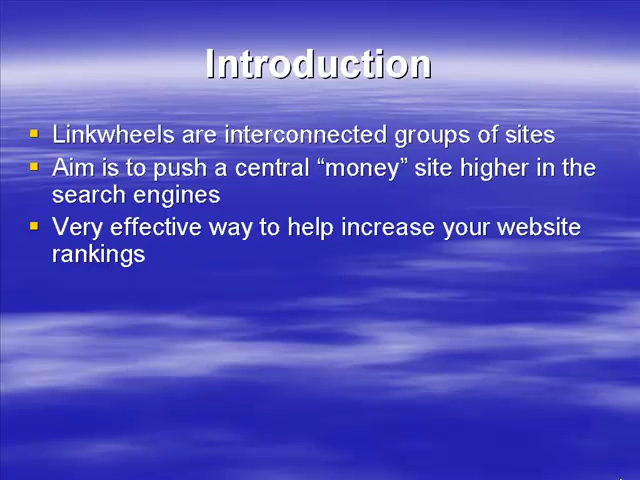 Introduction
Linkwheels are interconnected groups of sites
Aim is to push a central “money” site higher in the
search engines
Very effective way to help increase your website
rankings